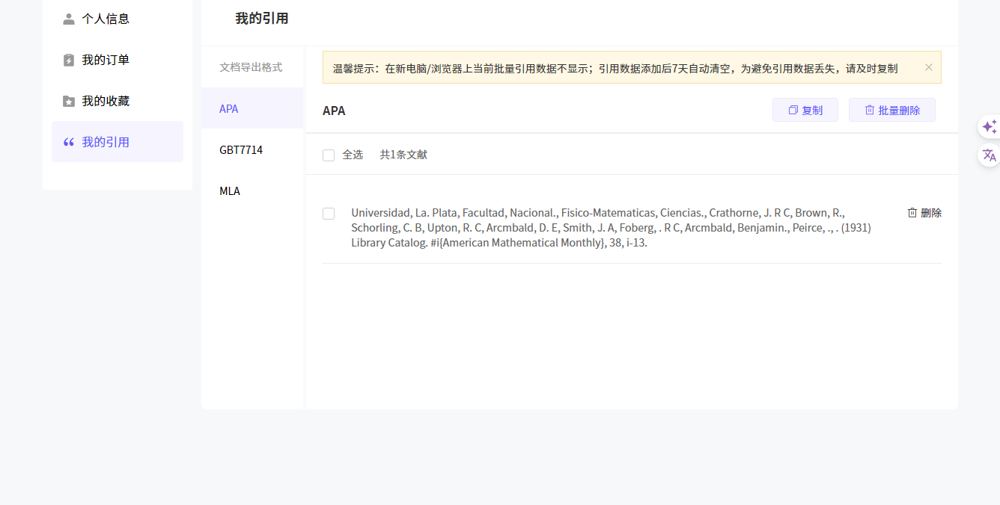 个人信息
我的订单
我的收藏
我的引用
我的引用
文档导出格式
APA
GBT7714
MLA
温馨提示：在新电脑/浏览器上当前批量引用数据不显示；引用数据添加后7天自动清空，为避免引用数据丢失，请及时复制
APA
复制
批量删除
全选 共1条文献
Universidad, La. Plata, Facultad, Nacional., Fisico-Matematicas, Ciencias., Crathorne, J. R C, Brown, R.,
Schorling, C. B, Upton, R. C, Arcmbald, D. E, Smith, J. A, Foberg, . R C, Arcmbald, Benjamin., Peirce, ., . (1931)
Library Catalog. #i{American Mathematical Monthly}, 38, i-13.
删除